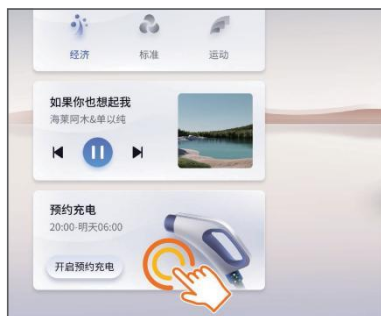 经济 标准 运动
如果你也想起我
海莱阿木&单以纯
预约充电
20:00-明天06:00
开启预约充电